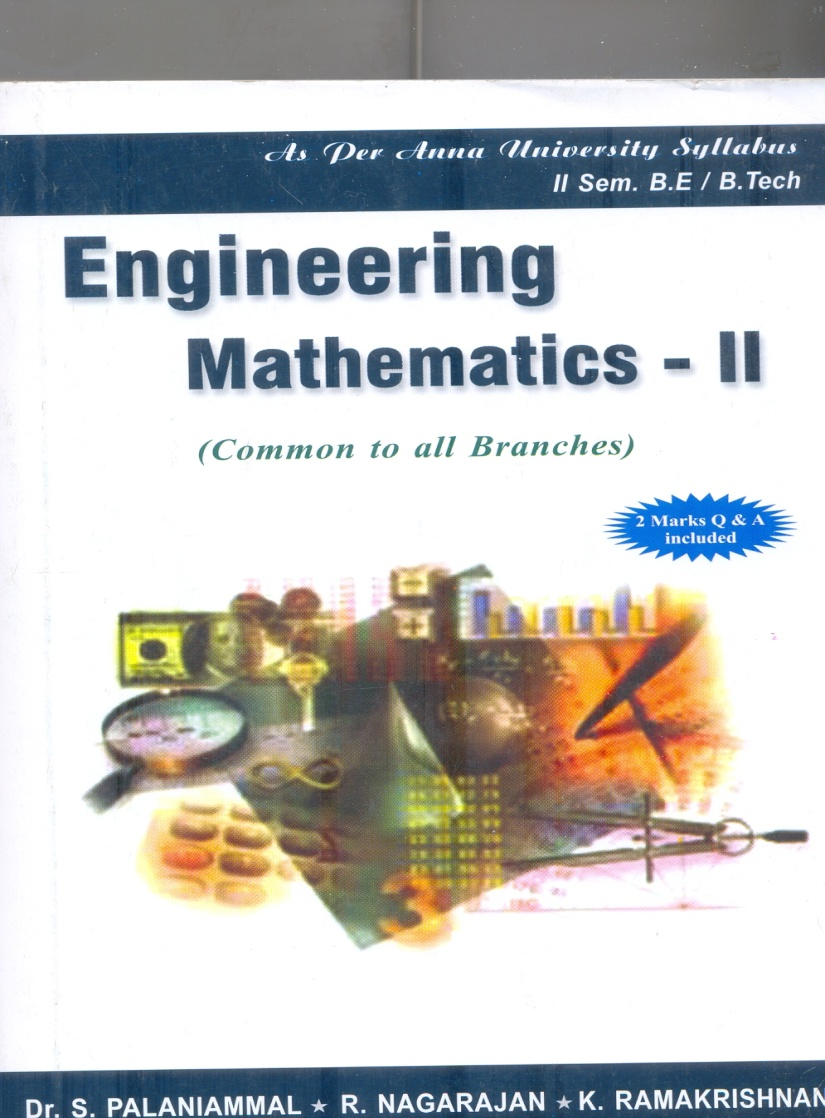 As Per Anna University Syllabus
II Sem. B.E / B.Tech
Engineering
Mathematics - II
(Common to all Branches)
2 Marks Q & A
included
Dr. S. PALANIAMMAL ★ R. NAGARAJAN ★ K. RAMAKRISHNAN